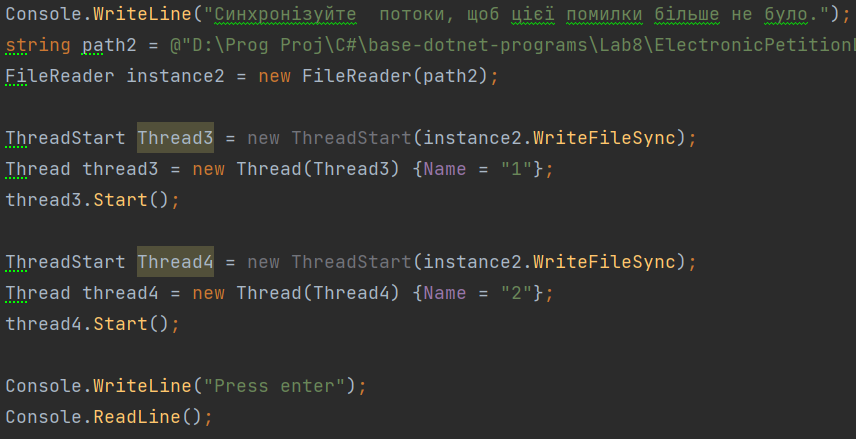 Console.WriteLine("Синхронізуйте  потоки, щоб цієї помилки більше не було.");
string path2 = @"D:\Prog Proj\C#\base-dotnet-programs\Lab8\ElectronicPetition
FileReader instance2 = new FileReader(path2);
ThreadStart Thread3 = new ThreadStart(instance2.WriteFileSync);
Thread thread3 = new Thread(Thread3) {Name = "1"};
thread3.Start();
ThreadStart Thread4 = new ThreadStart(instance2.WriteFileSync);
Thread thread4 = new Thread(Thread4) {Name = "2"};
thread4.Start();
Console.WriteLine("Press enter");
Console.ReadLine();